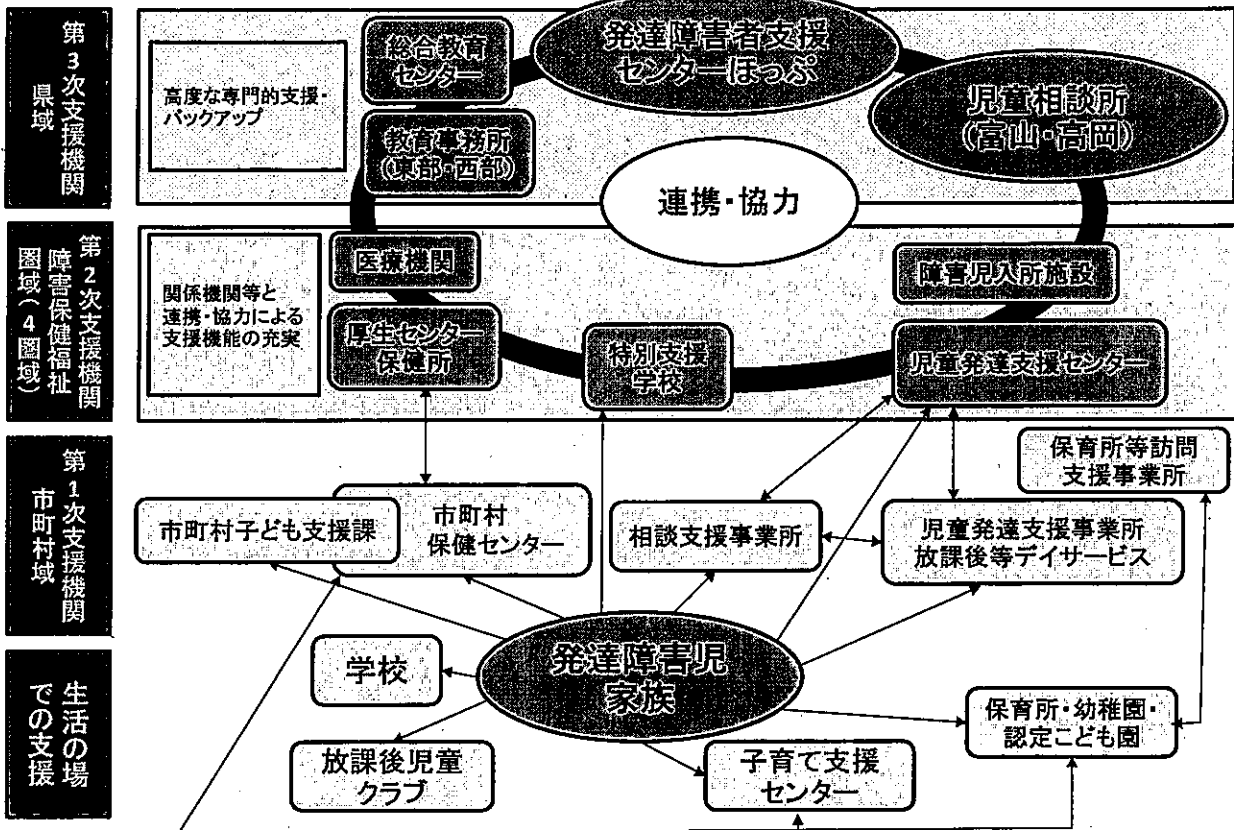 第3次支援機関
県域
高度な専門的支援・
バックアップ
総合教育
センター
発達障害者支援
センターほっぷ
児童相談所
(富山・高岡)
教育事務所
(東部・西部)
連携・協力
第2次支援機関
障害保健福祉
圏域(4圏域)
関係機関等と
連携・協力による
支援機能の充実
医療機関
障害児入所施設
厚生センター
保健所
特別支援
学校
児童発達支援センター
第1次支援機関
市町村域
保育所等訪問
支援事業所
市町村子ども支援課
市町村
保健センター
相談支援事業所
児童発達支援事業所
放課後等デイサービス
生活の場
での支援
発達障害児
家族
学校
保育所・幼稚園・
認定こども園
放課後児童
クラブ
子育て支援
センター